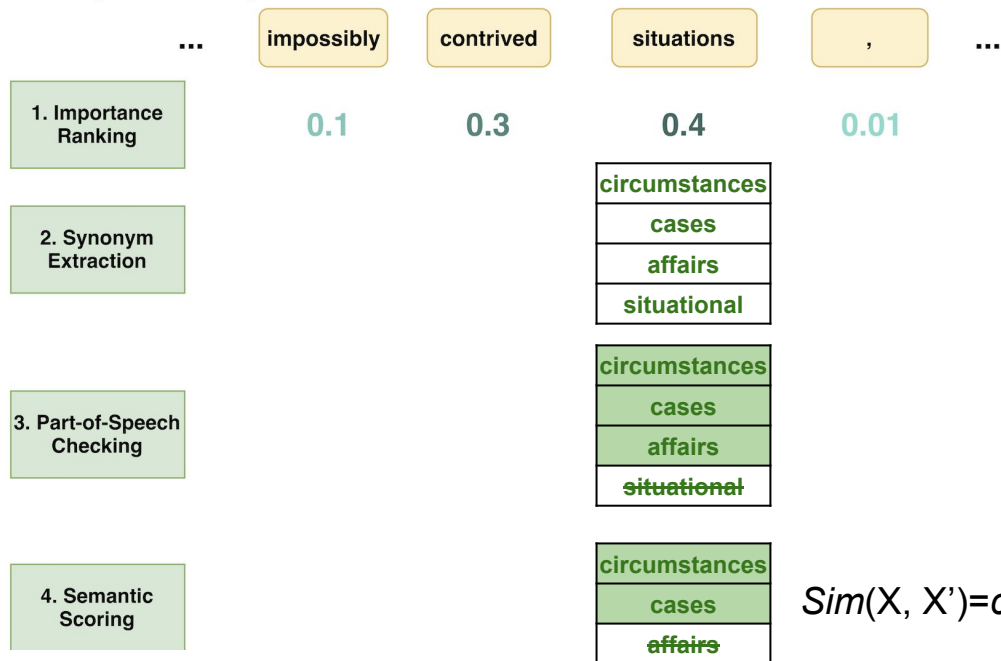 ... impossibly contrived situations , ...
1. Importance
Ranking
0.1 0.3 0.4 0.01
circumstances
cases
affairs
situational
2. Synonym
Extraction
circumstances
cases
affairs
situational
3. Part-of-Speech
Checking
circumstances
cases
affairs
4. Semantic
Scoring
Sim(X, X’)=